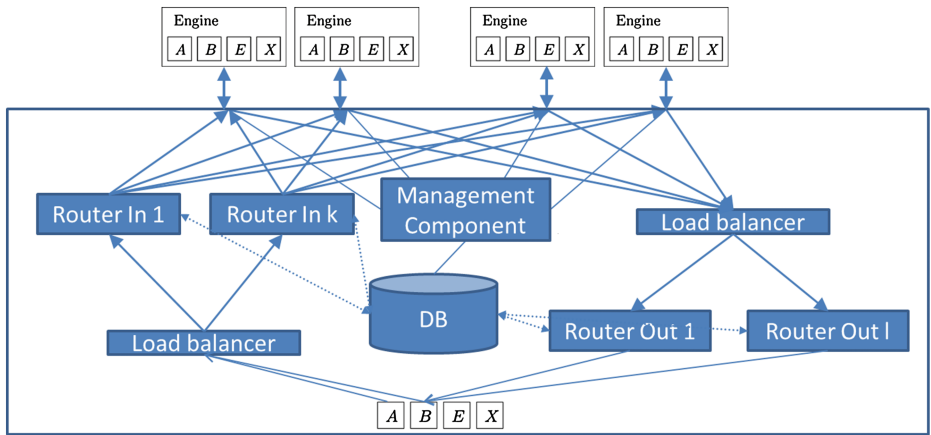 Engine
A B E X
Engine
A B E X
Engine
A B E X
Engine
A B E X
Router In 1
Router In k
Management
Component
Load balancer
DB
Router Out 1
Router Out l
Load balancer
A B E X